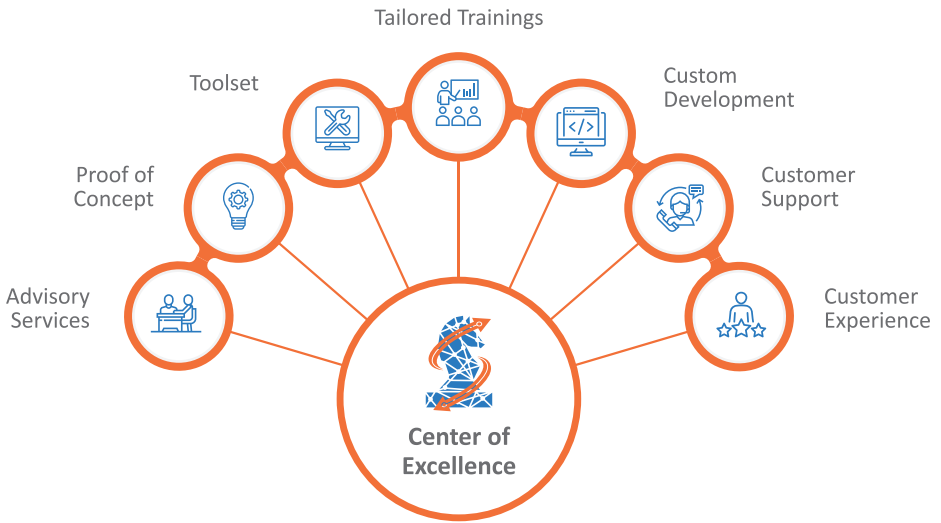 Tailored Trainings
Toolset
Custom
Development
Proof of
Concept
Customer
Support
Advisory
Services
Customer
Experience
</>
Center of
Excellence